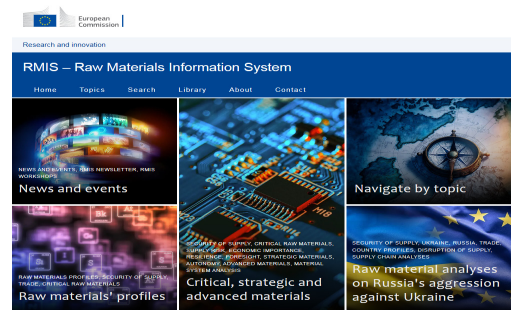 European
Commission
Research and innovation
RMIS – Raw Materials Information System
Home Topics Search Library About Contact
NEWS AND EVENTS, RMIS NEWSLETTER, RMIS
WORKSHOPS
News and events
RAW MATERIALS PROFILES, SECURITY OF SUPPLY,
TRADE, CRITICAL RAW MATERIALS
Raw materials' profiles
SECURITY OF SUPPLY, CRITICAL RAW MATERIALS,
SUPPLY RISK, ECONOMIC IMPORTANCE,
RESILIENCE, FORESIGHT, STRATEGIC MATERIALS,
AUTONOMY, ADVANCED MATERIALS, MATERIAL
SYSTEM ANALYSIS
Critical, strategic and
advanced materials
Navigate by topic
SECURITY OF SUPPLY, UKRAINE, RUSSIA, TRADE,
COUNTRY PROFILES, DISRUPTION OF SUPPLY,
SUPPLY CHAIN ANALYSES
Raw material analyses
on Russia's aggression
against Ukraine